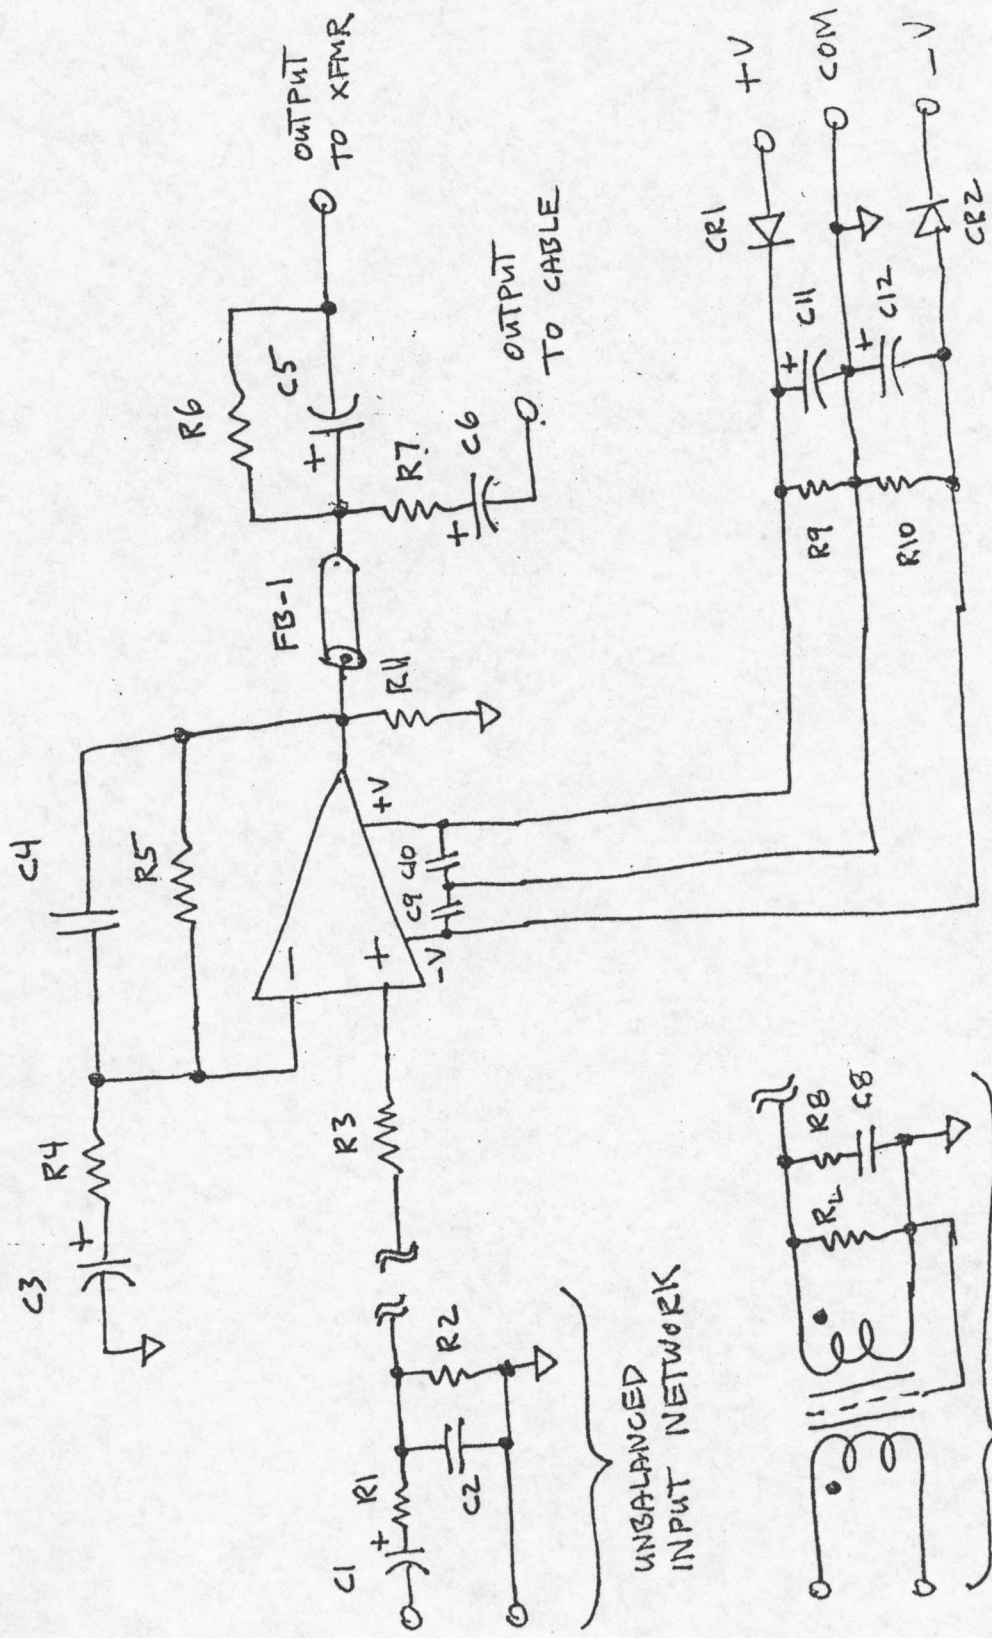 C3
+
R4
C4
R5
R6
+
C5
OUTPUT
TO XFMR
FB-1
R7
+
C6
OUTPUT
TO CABLE
R11
−
+
+V
-V
C9
C10
R3
C1
+
R1
C2
R2
UNBALANCED
INPUT NETWORK
RL
R8
C8
R9
R10
+
C11
+
C12
CR1
CR2
+V
COM
-V